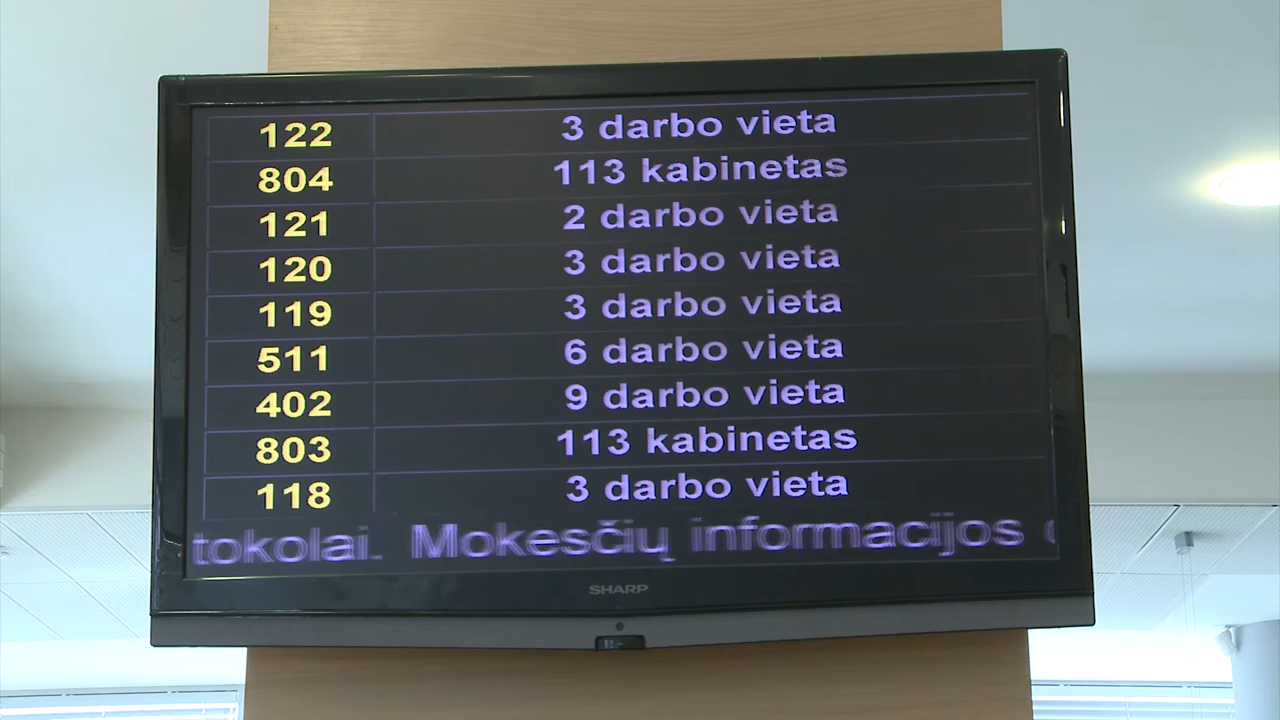 122 3 darbo vieta
804 113 kabinetas
121 2 darbo vieta
120 3 darbo vieta
119 3 darbo vieta
511 6 darbo vieta
402 9 darbo vieta
803 113 kabinetas
118 3 darbo vieta
tokolai. Mokesčių informacijos
SHARP